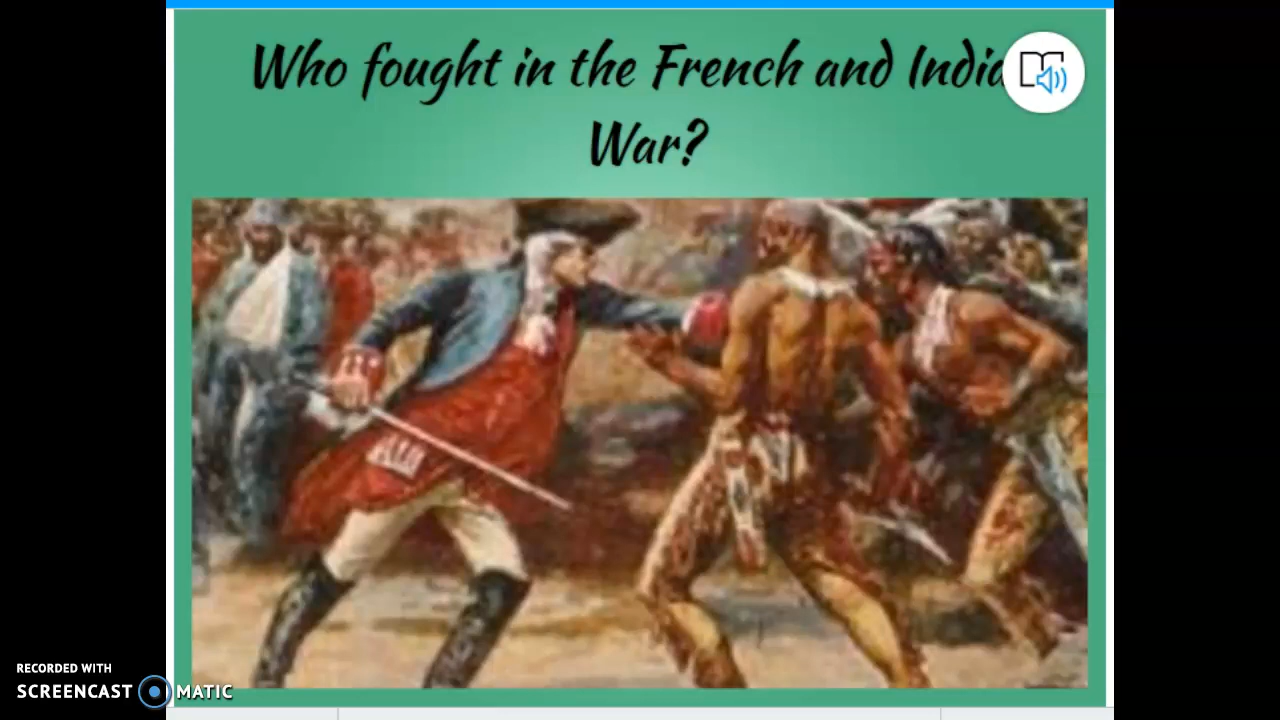 Who fought in the French and India
War?
RECORDED WITH
SCREENCAST MATIC